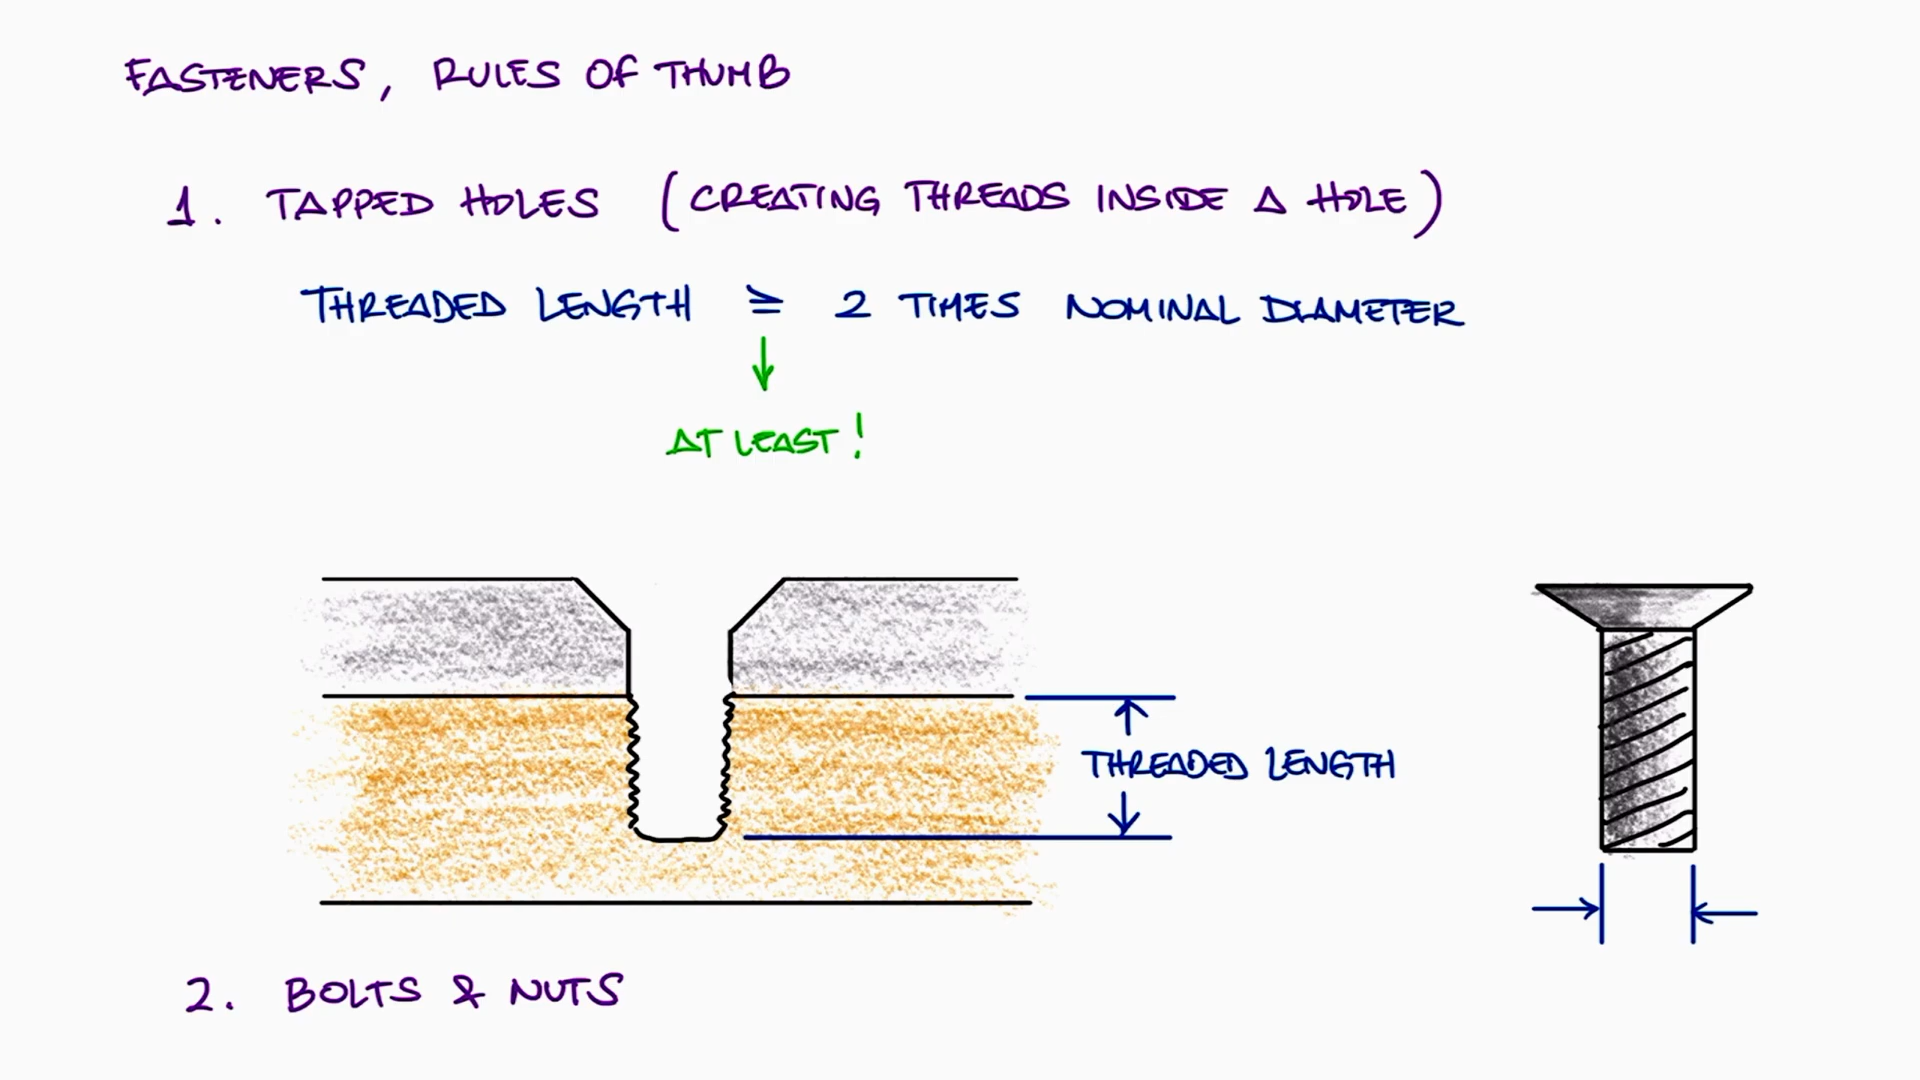 FASTENERS, RULES OF THUMB
1. TAPPED HOLES (CREATING THREADS INSIDE A HOLE)
THREADED LENGTH ≥ 2 TIMES NOMINAL DIAMETER
AT LEAST!
THREADED LENGTH
2. BOLTS & NUTS